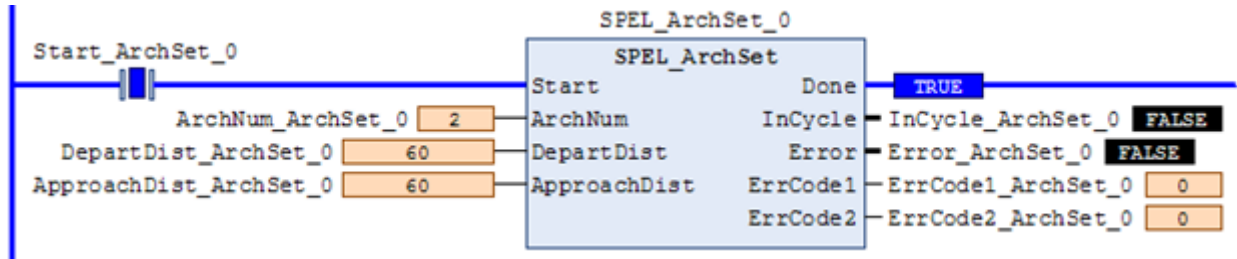 SPEL_ArchSet_0
Start_ArchSet_0
SPEL_ArchSet
Start Done TRUE
ArchNum_ArchSet_0 2 ArchNum InCycle InCycle_ArchSet_0 FALSE
DepartDist_ArchSet_0 60 DepartDist Error Error_ArchSet_0 FALSE
ApproachDist_ArchSet_0 60 ApproachDist ErrCode1 ErrCode1_ArchSet_0 0
ErrCode2 ErrCode2_ArchSet_0 0